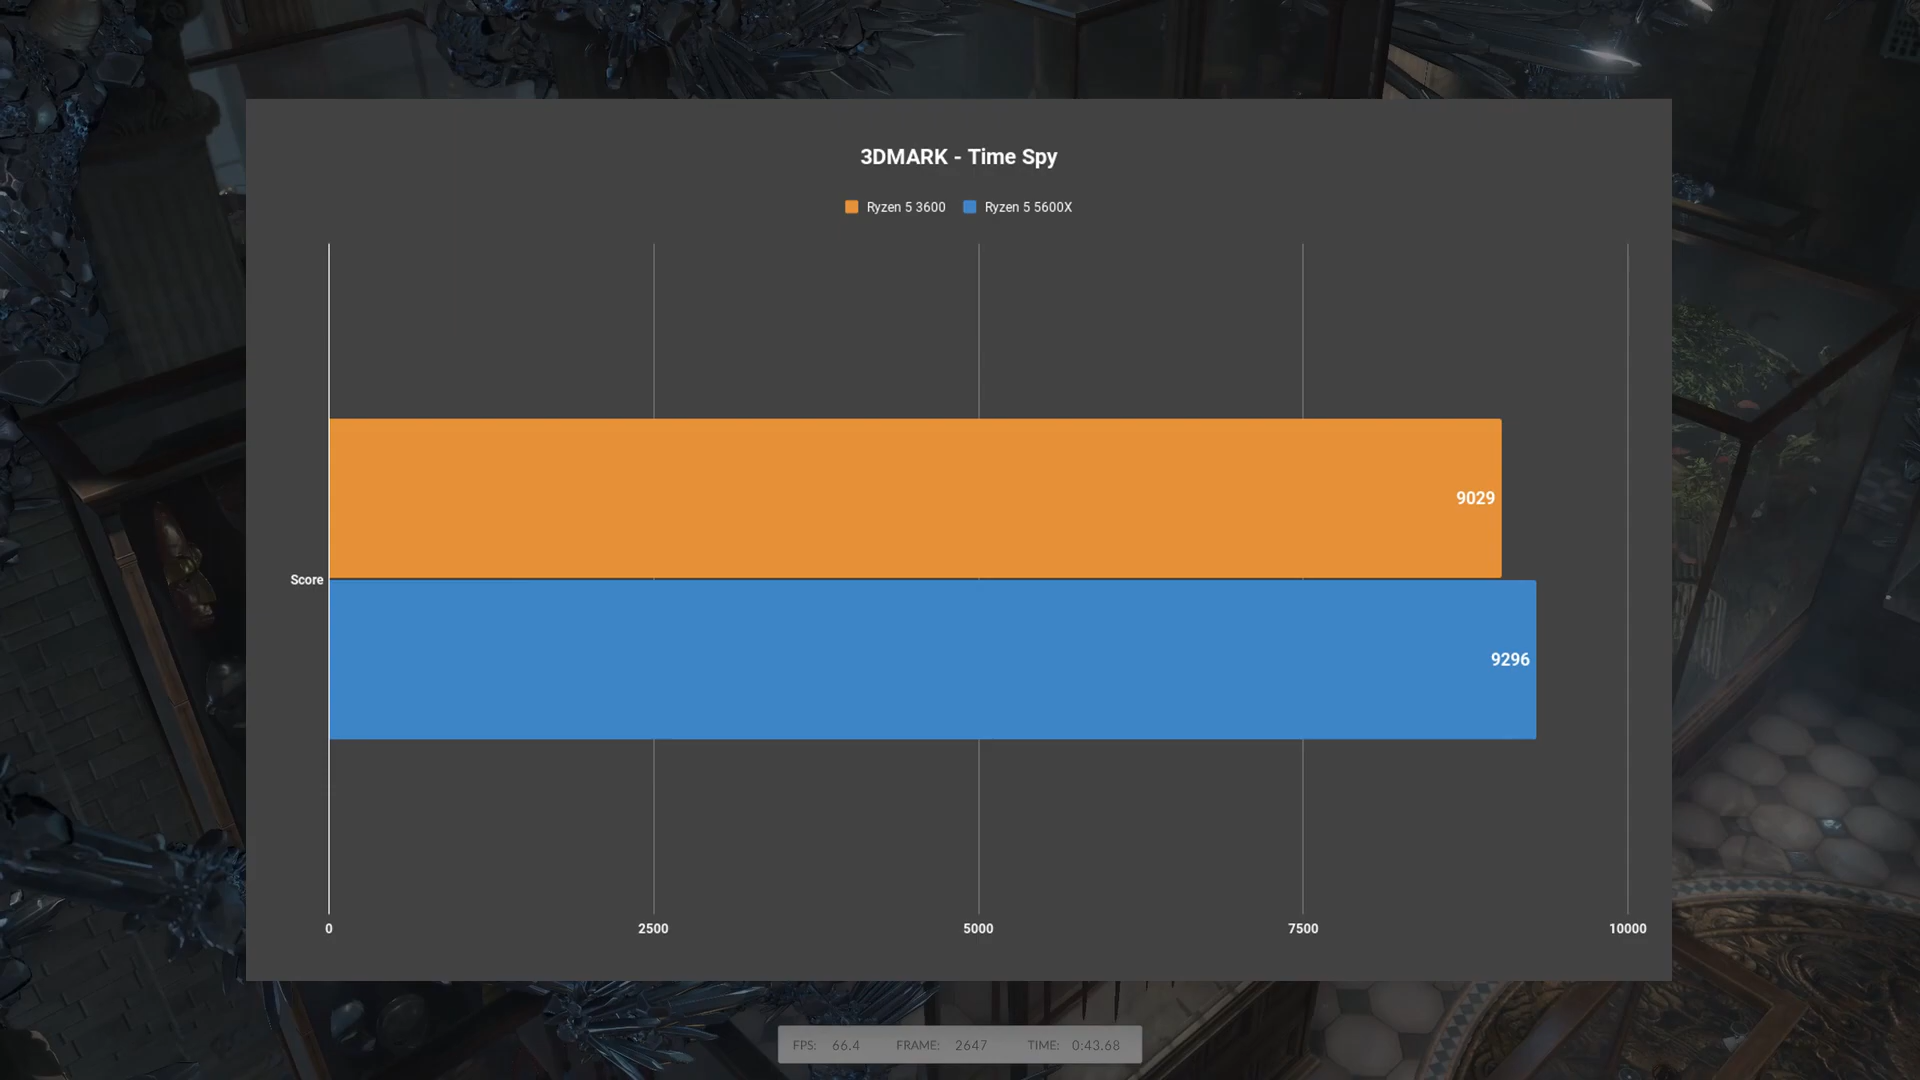 3DMARK - Time Spy
Ryzen 5 3600 Ryzen 5 5600X
9029
Score
9296
0 2500 5000 7500 10000
FPS: 66.4 FRAME: 2647 TIME: 0:43.68